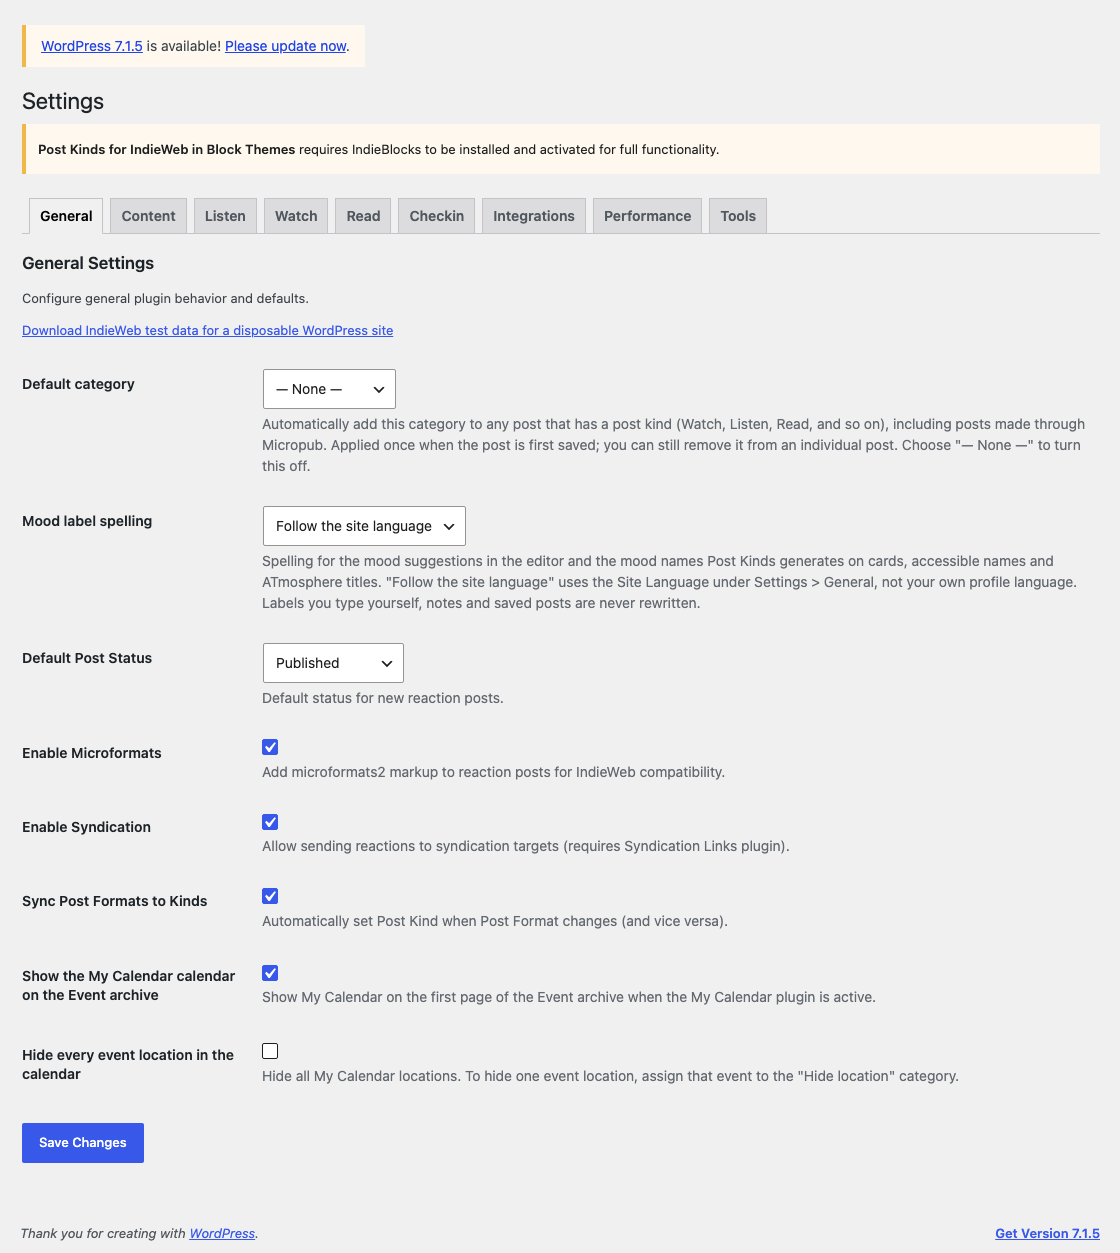 WordPress 7.1.5 is available! Please update now.
Settings
Post Kinds for IndieWeb in Block Themes requires IndieBlocks to be installed and activated for full functionality.
General Content Listen Watch Read Checkin Integrations Performance Tools
General Settings
Configure general plugin behavior and defaults.
Download IndieWeb test data for a disposable WordPress site
Default category
— None —
Automatically add this category to any post that has a post kind (Watch, Listen, Read, and so on), including posts made through
Micropub. Applied once when the post is first saved; you can still remove it from an individual post. Choose "— None —" to turn
this off.
Mood label spelling
Follow the site language
Spelling for the mood suggestions in the editor and the mood names Post Kinds generates on cards, accessible names and
ATmosphere titles. "Follow the site language" uses the Site Language under Settings > General, not your own profile language.
Labels you type yourself, notes and saved posts are never rewritten.
Default Post Status
Published
Default status for new reaction posts.
Enable Microformats
Add microformats2 markup to reaction posts for IndieWeb compatibility.
Enable Syndication
Allow sending reactions to syndication targets (requires Syndication Links plugin).
Sync Post Formats to Kinds
Automatically set Post Kind when Post Format changes (and vice versa).
Show the My Calendar calendar
on the Event archive
Show My Calendar on the first page of the Event archive when the My Calendar plugin is active.
Hide every event location in the
calendar
Hide all My Calendar locations. To hide one event location, assign that event to the "Hide location" category.
Save Changes
Thank you for creating with WordPress.
Get Version 7.1.5